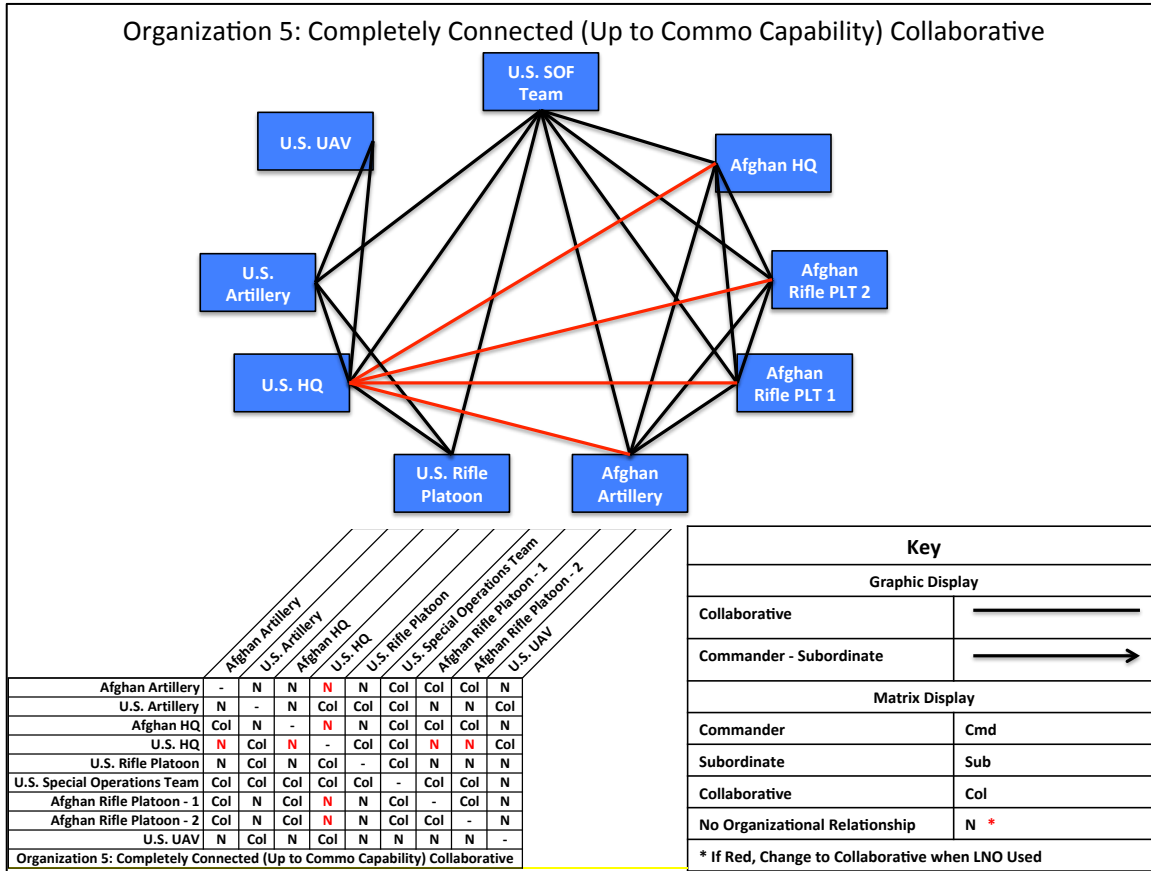 Organization 5: Completely Connected (Up to Commo Capability) Collaborative
U.S. SOF
Team
U.S. UAV
Afghan HQ
U.S.
Artillery
Afghan
Rifle PLT 2
U.S. HQ
Afghan
Rifle PLT 1
U.S. Rifle
Platoon
Afghan
Artillery
Afghan Artillery
U.S. Artillery
Afghan HQ
U.S. HQ
U.S. Rifle Platoon
U.S. Special Operations Team
Afghan Rifle Platoon - 1
Afghan Rifle Platoon - 2
U.S. UAV
Afghan Artillery - N N N N Col Col Col N
U.S. Artillery N - N Col Col Col N N Col
Afghan HQ Col N - N N Col Col Col N
U.S. HQ N Col N - Col Col N N Col
U.S. Rifle Platoon N Col N Col - Col N N N
U.S. Special Operations Team Col Col Col Col Col - Col Col N
Afghan Rifle Platoon - 1 Col N Col N N Col - Col N
Afghan Rifle Platoon - 2 Col N Col N N Col Col - N
U.S. UAV N Col N Col N N N N -
Organization 5: Completely Connected (Up to Commo Capability) Collaborative
Key
Graphic Display
Collaborative
Commander - Subordinate
Matrix Display
Commander Cmd
Subordinate Sub
Collaborative Col
No Organizational Relationship N *
* If Red, Change to Collaborative when LNO Used